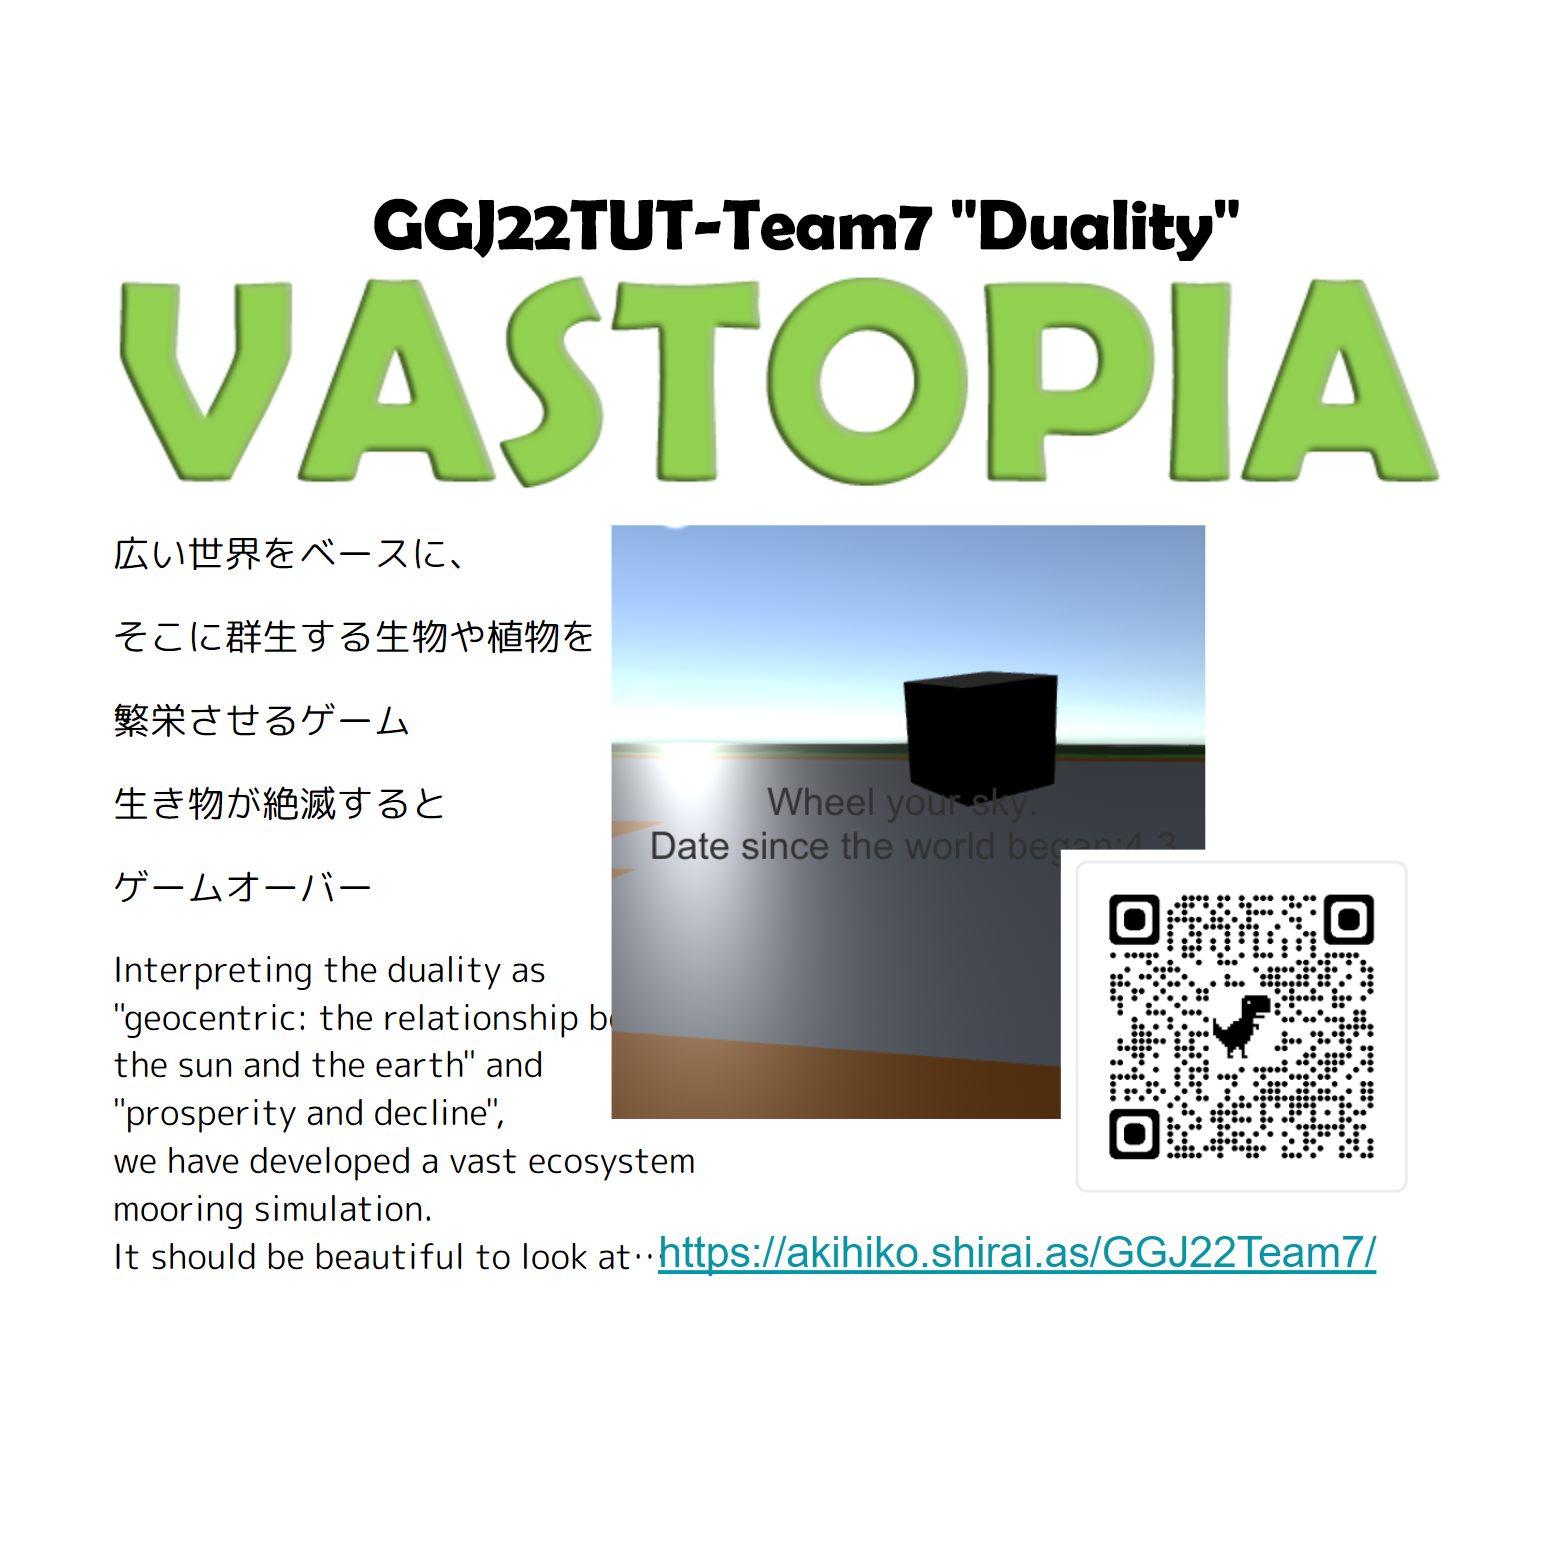 GGJ22TUT-Team7 "Duality"
VASTOPIA
広い世界をベースに、
そこに群生する生物や植物を
繁栄させるゲーム
生き物が絶滅すると
ゲームオーバー
Wheel your sky.
Date since the world began:4.3
Interpreting the duality as
"geocentric: the relationship
the sun and the earth" and
"prosperity and decline",
we have developed a vast ecosystem
mooring simulation.
It should be beautiful to look at…
https://akihiko.shirai.as/GGJ22Team7/